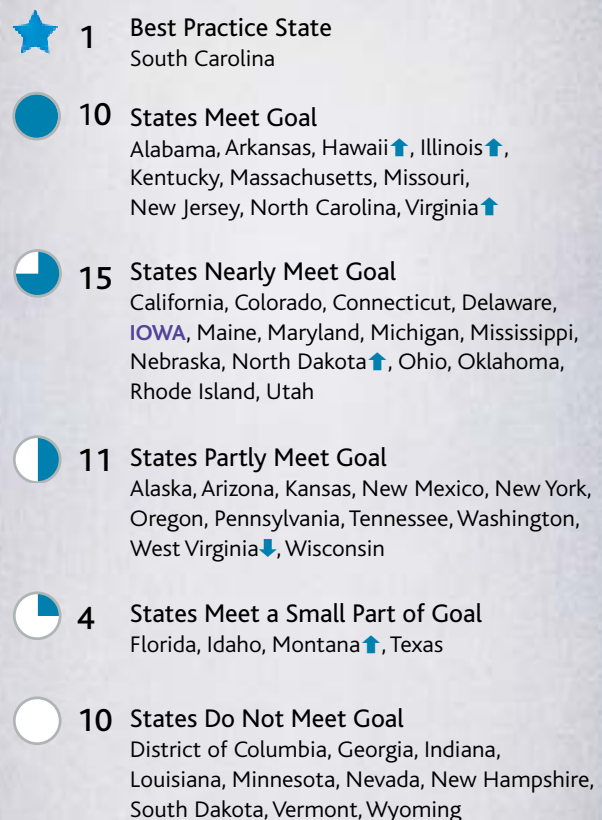 1 Best Practice State
South Carolina
10 States Meet Goal
Alabama, Arkansas, Hawaii⬆, Illinois⬆,
Kentucky, Massachusetts, Missouri,
New Jersey, North Carolina, Virginia⬆
15 States Nearly Meet Goal
California, Colorado, Connecticut, Delaware,
IOWA, Maine, Maryland, Michigan, Mississippi,
Nebraska, North Dakota⬆, Ohio, Oklahoma,
Rhode Island, Utah
11 States Partly Meet Goal
Alaska, Arizona, Kansas, New Mexico, New York,
Oregon, Pennsylvania, Tennessee, Washington,
West Virginia⬇, Wisconsin
4 States Meet a Small Part of Goal
Florida, Idaho, Montana⬆, Texas
10 States Do Not Meet Goal
District of Columbia, Georgia, Indiana,
Louisiana, Minnesota, Nevada, New Hampshire,
South Dakota, Vermont, Wyoming